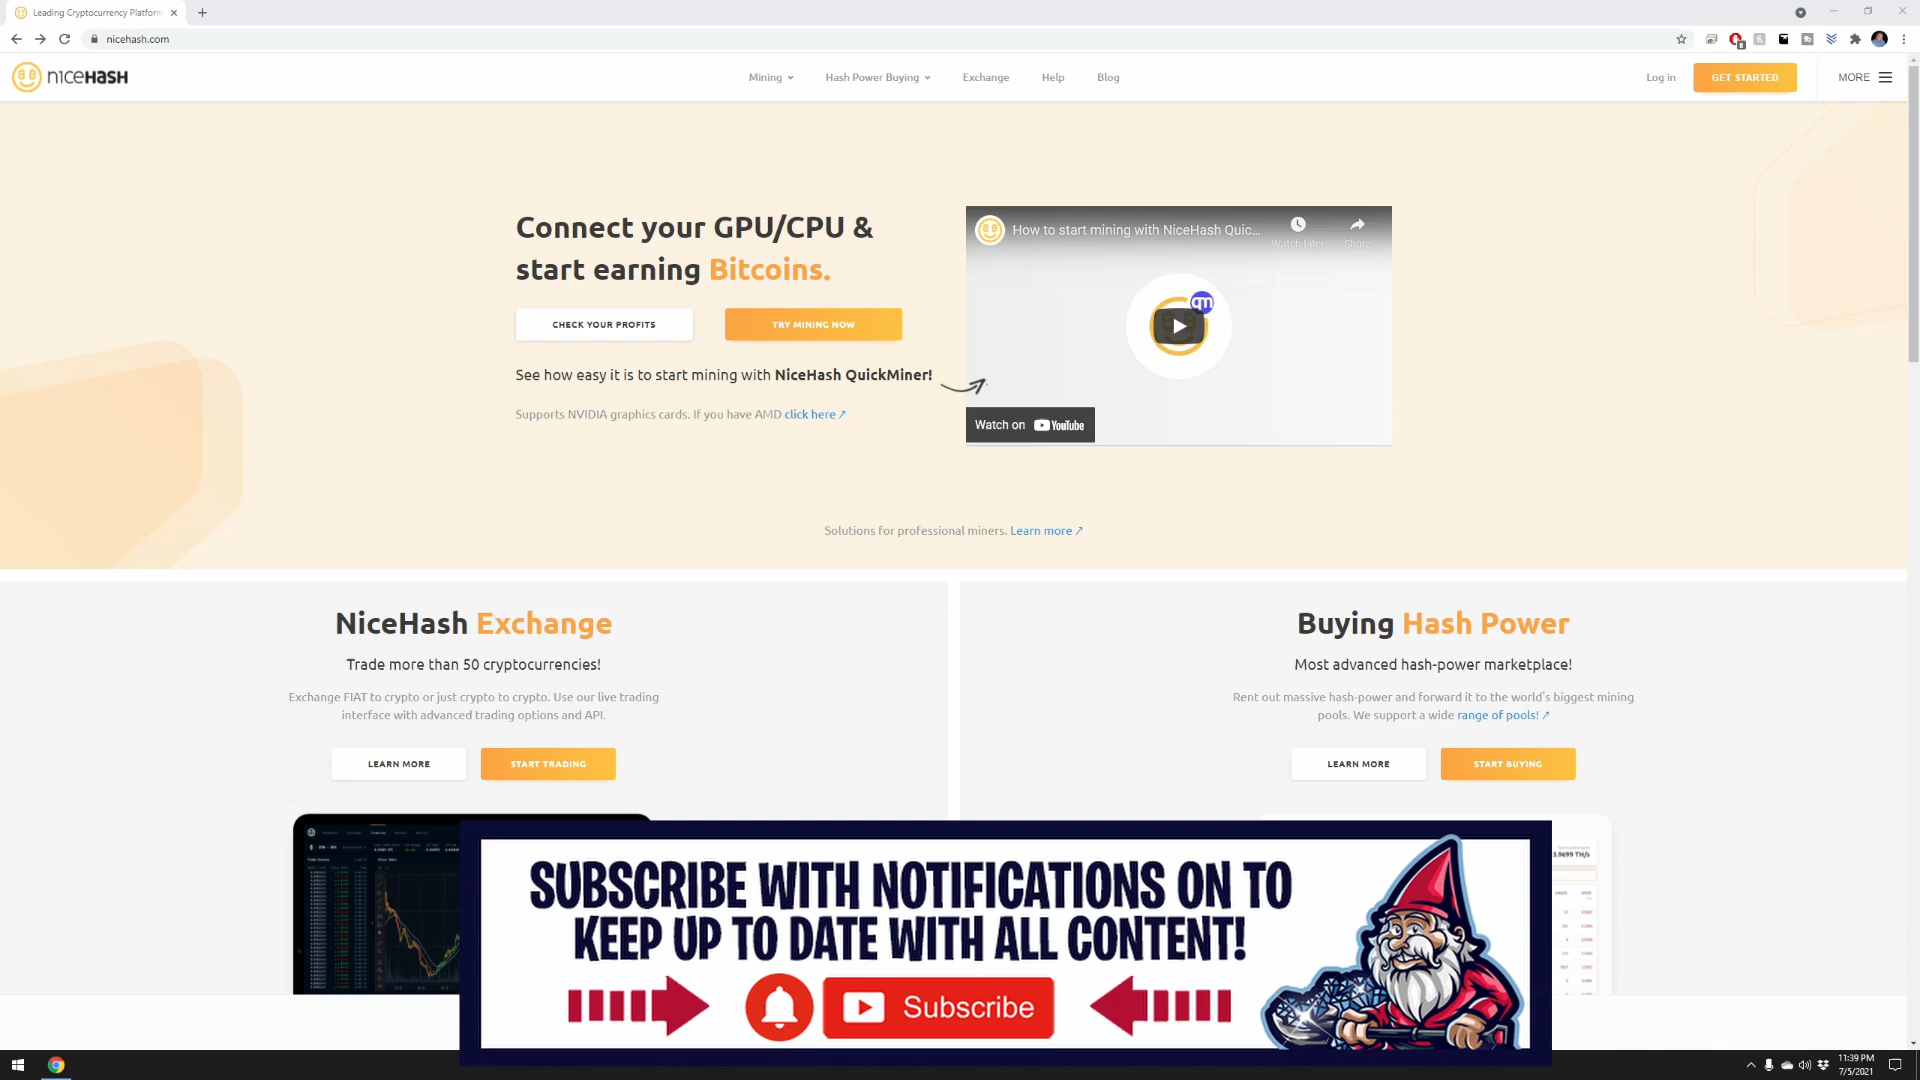 Leading Cryptocurrency Platform
nicehash.com
NICEHASH
Mining
Hash Power Buying
Exchange
Help
Blog
Log in
GET STARTED
MORE
Connect your GPU/CPU &
start earning Bitcoins.
CHECK YOUR PROFITS
TRY MINING NOW
See how easy it is to start mining with NiceHash QuickMiner!
Supports NVIDIA graphics cards. If you have AMD click here ↗
How to start mining with NiceHash Quic...
Watch later
Share
qm
Watch on YouTube
Solutions for professional miners. Learn more ↗
NiceHash Exchange
Trade more than 50 cryptocurrencies!
Exchange FIAT to crypto or just crypto to crypto. Use our live trading
interface with advanced trading options and API.
LEARN MORE
START TRADING
Buying Hash Power
Most advanced hash-power marketplace!
Rent out massive hash-power and forward it to the world's biggest mining
pools. We support a wide range of pools! ↗
LEARN MORE
START BUYING
3.9699 TH/s
SUBSCRIBE WITH NOTIFICATIONS ON TO
KEEP UP TO DATE WITH ALL CONTENT!
Subscribe
11:39 PM
7/5/2021